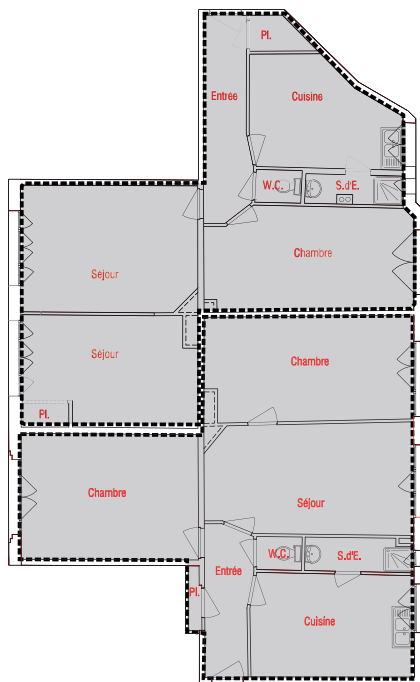 Pl.
Entrée
Cuisine
W.C.
S.d'E.
Chambre
Séjour
Séjour
Chambre
Pl.
Chambre
Séjour
W.C.
S.d'E.
Entrée
Pl.
Cuisine